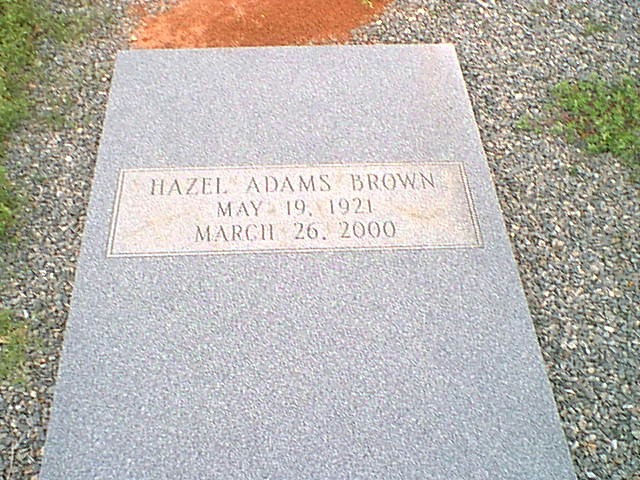 HAZEL ADAMS BROWN
MAY 19, 1921
MARCH 26, 2000